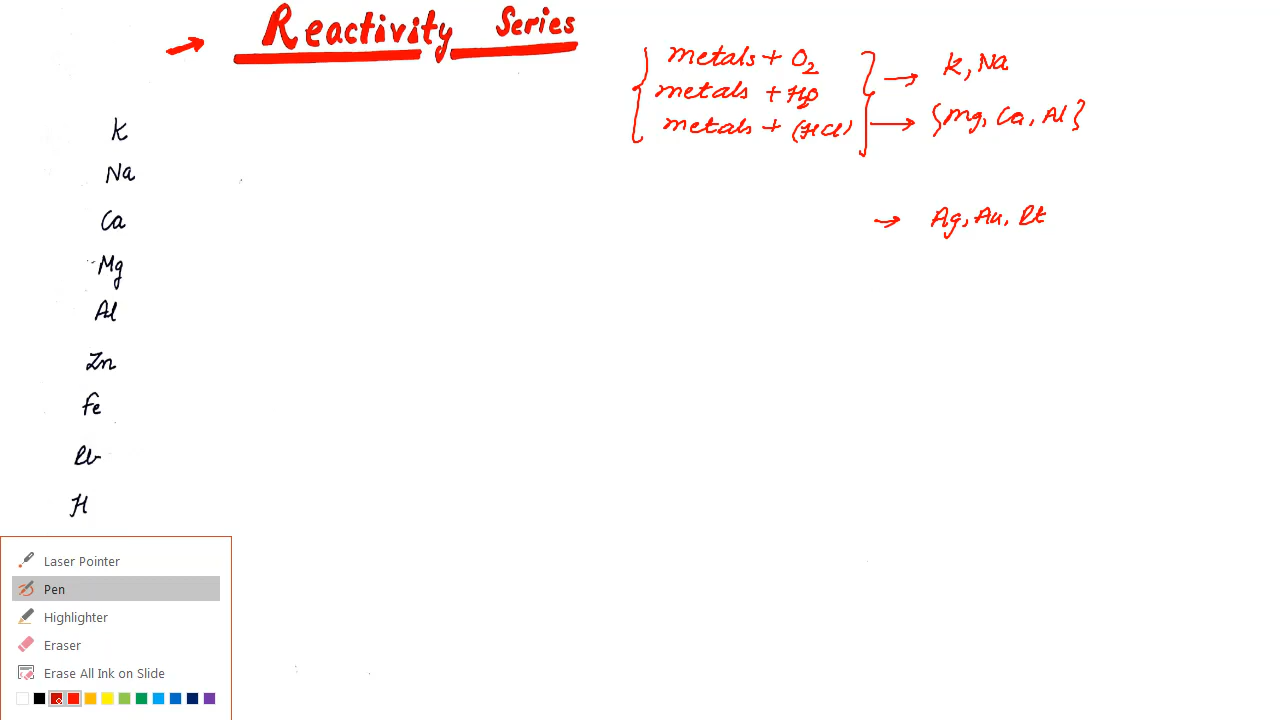 → Reactivity Series
metals + O₂
metals + H₂O
metals + (HCl)
→ K, Na
→ {Mg, Ca, Al}
→ Ag, Au, Pt
K
Na
Ca
Mg
Al
Zn
Fe
Pb
H
Laser Pointer
Pen
Highlighter
Eraser
Erase All Ink on Slide